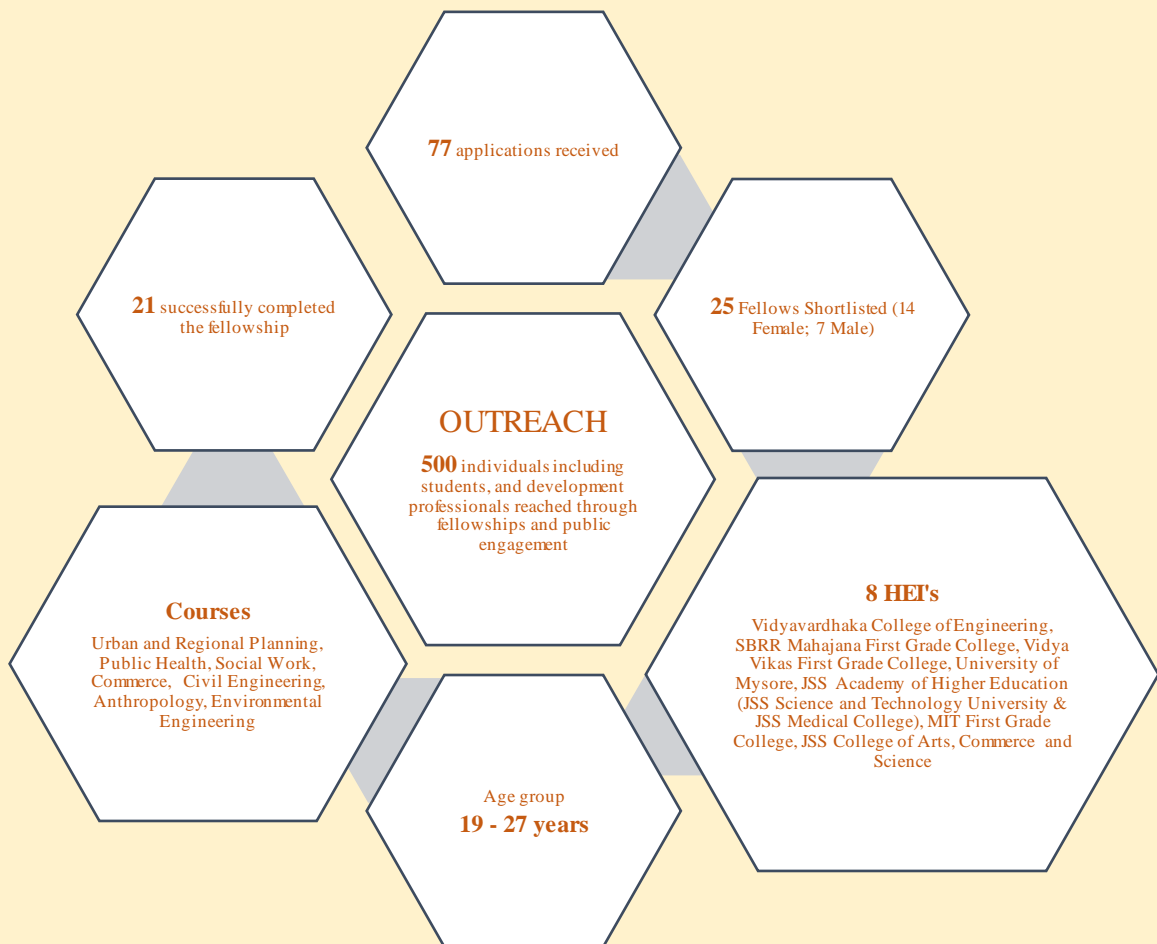 77 applications received
25 Fellows Shortlisted (14
Female; 7 Male)
21 successfully completed
the fellowship
OUTREACH
500 individuals including
students, and development
professionals reached through
fellowships and public
engagement
8 HEI's
Vidyavardhaka College of Engineering,
SBRR Mahajana First Grade College, Vidya
Vikas First Grade College, University of
Mysore, JSS Academy of Higher Education
(JSS Science and Technology University &
JSS Medical College), MIT First Grade
College, JSS College of Arts, Commerce and
Science
Courses
Urban and Regional Planning,
Public Health, Social Work,
Commerce, Civil Engineering,
Anthropology, Environmental
Engineering
Age group
19 - 27 years